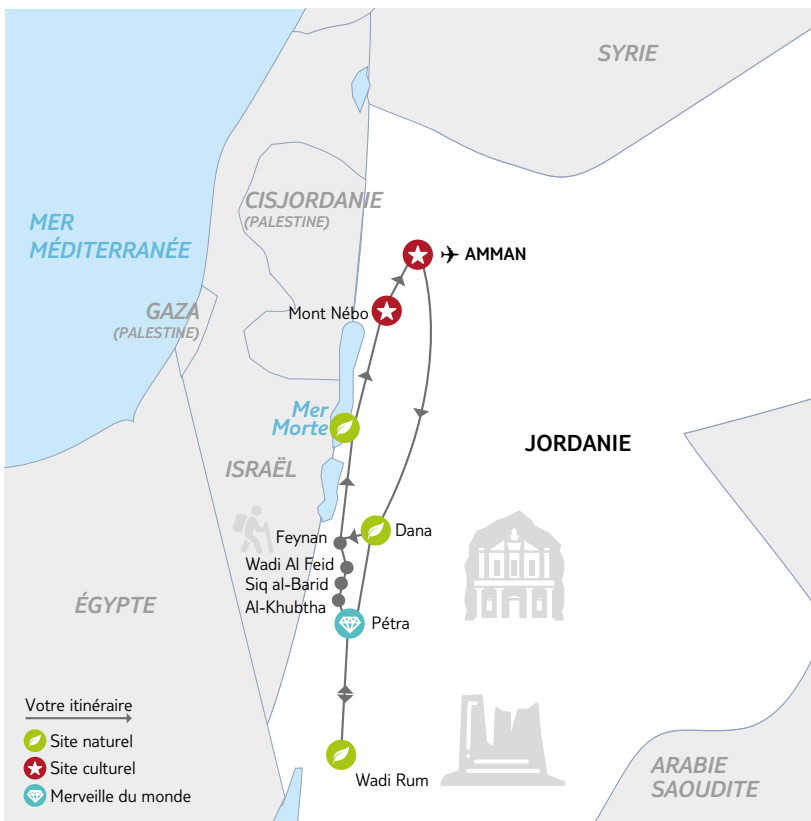 SYRIE
CISJORDANIE
(PALESTINE)
MER
MÉDITERRANÉE
AMMAN
GAZA
(PALESTINE)
Mont Nébo
Mer
Morte
JORDANIE
ISRAËL
Feynan
Dana
Wadi Al Feid
Siq al-Barid
Al-Khubtha
ÉGYPTE
Pétra
Votre itinéraire
Site naturel
Site culturel
Merveille du monde
Wadi Rum
ARABIE
SAOUDITE